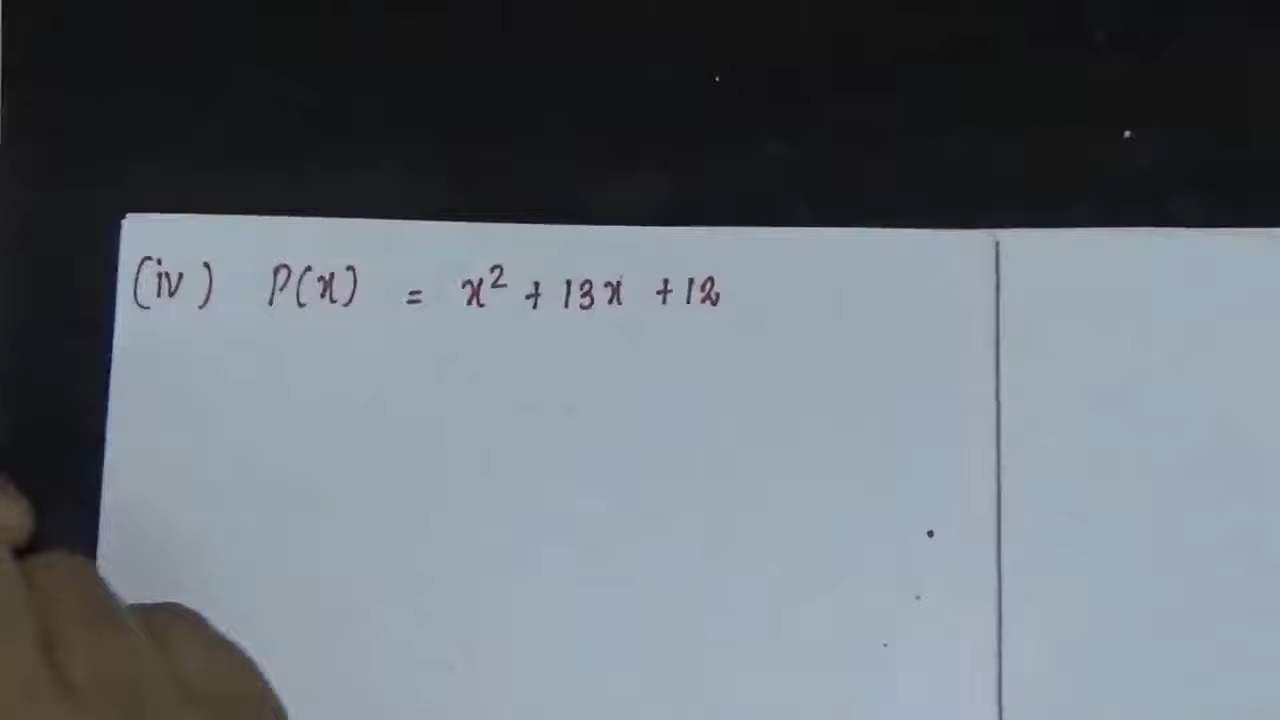 (iv) P(x) = x² + 13x + 12